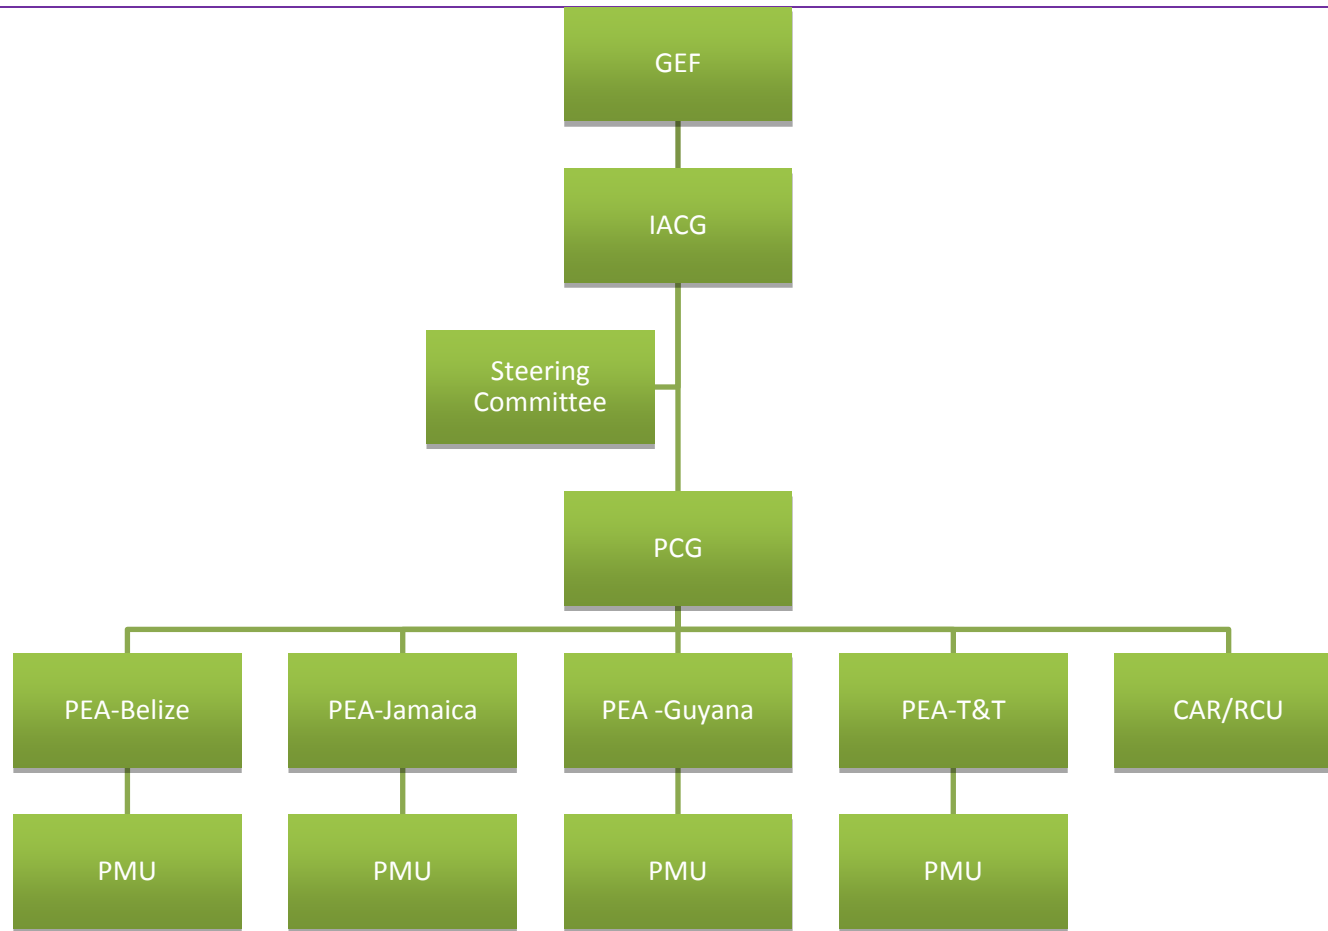 GEF
IACG
Steering
Committee
PCG
PEA-Belize
PEA-Jamaica
PEA -Guyana
PEA-T&T
CAR/RCU
PMU
PMU
PMU
PMU